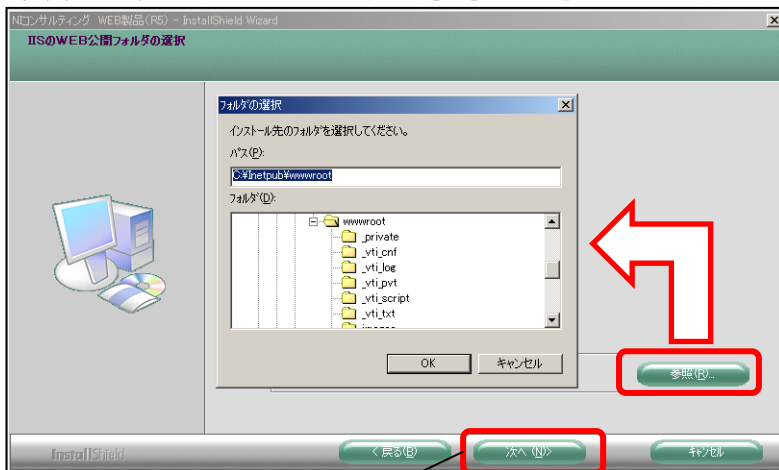 NIコンサルティング WEB製品(R5) - InstallShield Wizard
IISのWEB公開フォルダの選択
フォルダの選択
インストール先のフォルダを選択してください。
パス(P):
C:¥Inetpub¥wwwroot
フォルダ(D):
wwwroot
_private
_vti_cnf
_vti_log
_vti_pvt
_vti_script
_vti_txt
OK
キャンセル
参照(R)...
InstallShield
< 戻る(B)
次へ (N)>
キャンセル